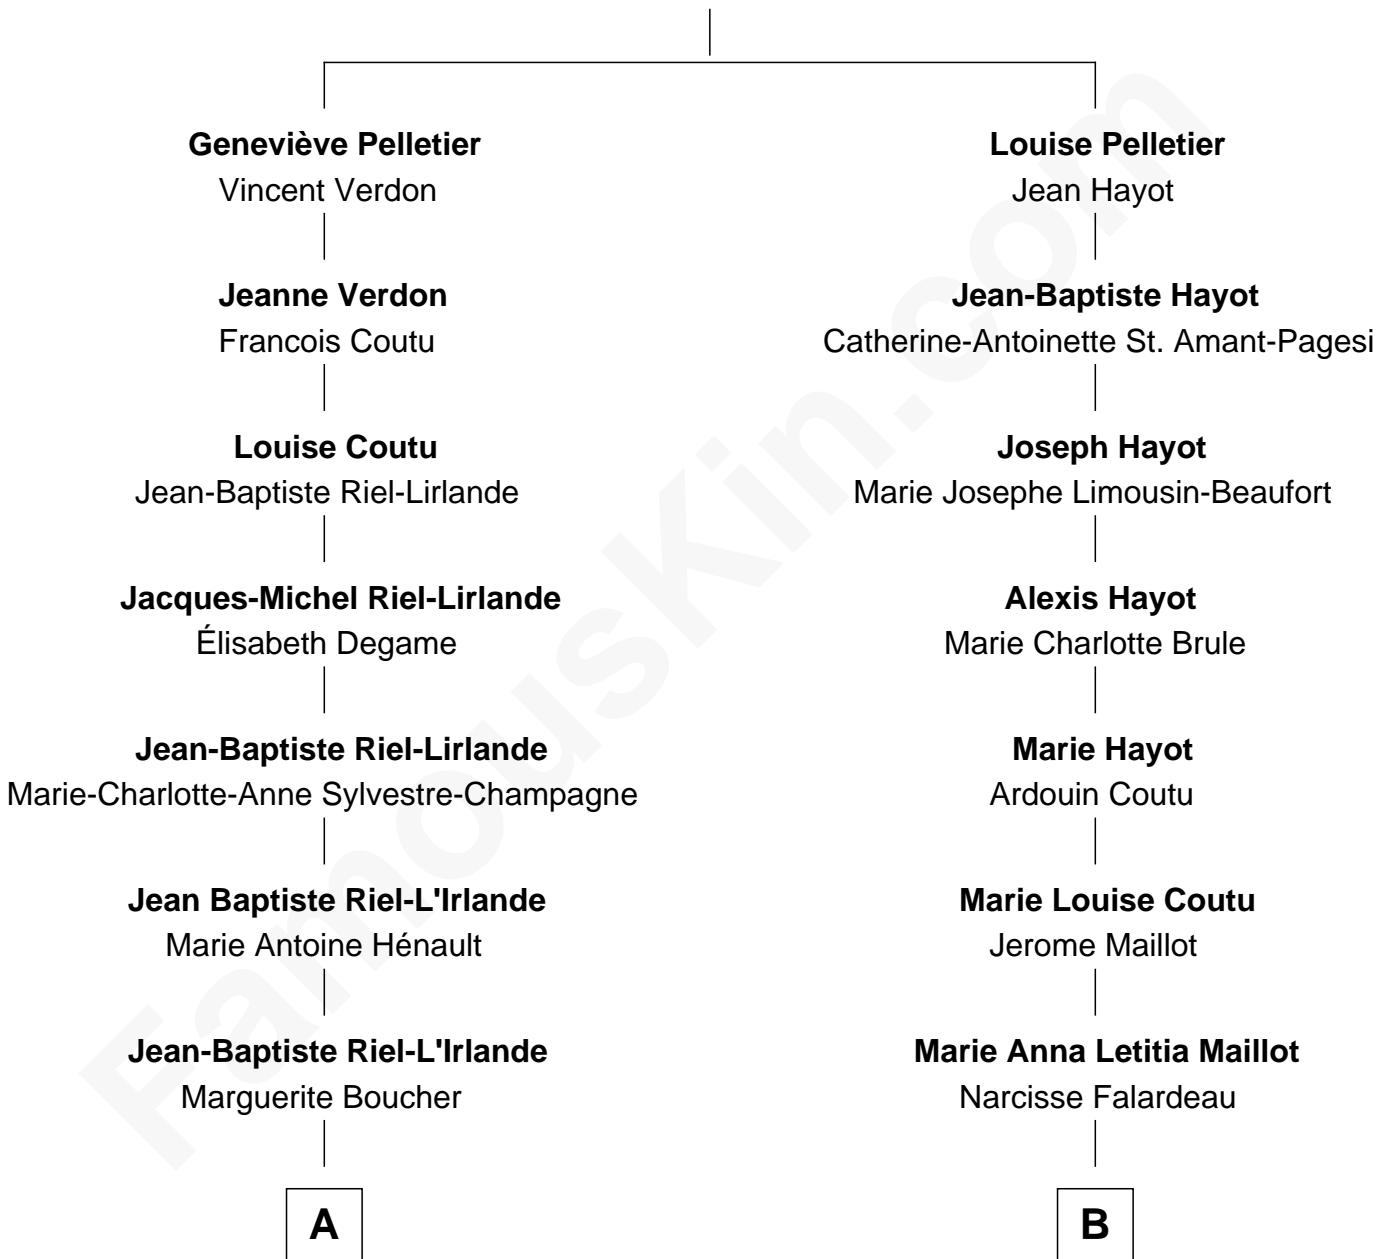 Geneviève Pelletier
Vincent Verdon
Jeanne Verdon
Francois Coutu
Louise Coutu
Jean-Baptiste Riel-Lirlande
Jacques-Michel Riel-Lirlande
Élisabeth Degame
Jean-Baptiste Riel-Lirlande
Marie-Charlotte-Anne Sylvestre-Champagne
Jean Baptiste Riel-L'Irlande
Marie Antoine Hénault
Jean-Baptiste Riel-L'Irlande
Marguerite Boucher
A
Louise Pelletier
Jean Hayot
Jean-Baptiste Hayot
Catherine-Antoinette St. Amant-Pagesi
Joseph Hayot
Marie Josephe Limousin-Beaufort
Alexis Hayot
Marie Charlotte Brule
Marie Hayot
Ardouin Coutu
Marie Louise Coutu
Jerome Maillot
Marie Anna Letitia Maillot
Narcisse Falardeau
B
FamousKin.com